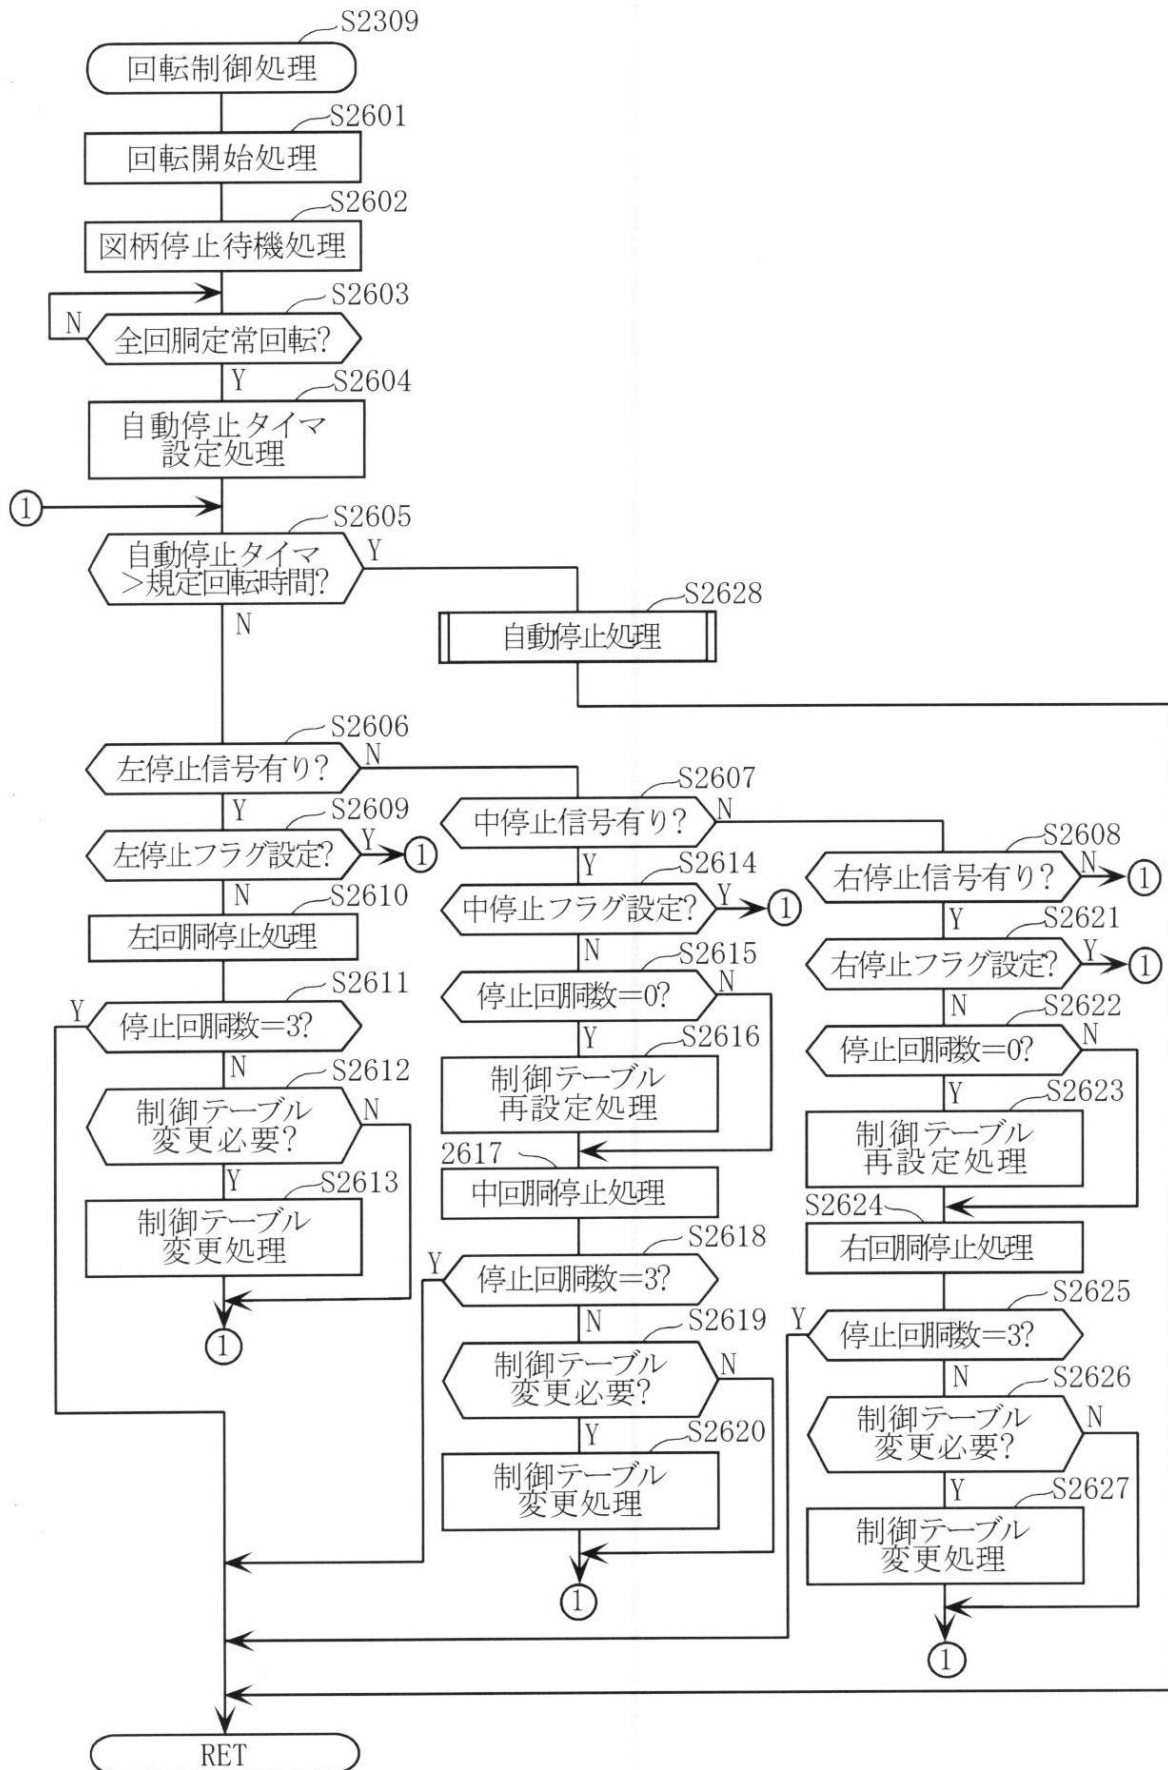 S2309
回転制御処理
S2601
回転開始処理
S2602
図柄停止待機処理
S2603
N
全回胴定常回転?
Y
S2604
自動停止タイマ
設定処理
①
S2605
自動停止タイマ
>規定回転時間?
Y
N
S2628
自動停止処理
S2606
左停止信号有り?
N
Y
S2609
左停止フラグ設定?
Y
①
N
S2610
左回胴停止処理
S2611
Y
停止回胴数=3?
N
S2612
制御テーブル
変更必要?
N
Y
S2613
制御テーブル
変更処理
①
S2607
中停止信号有り?
N
Y
S2614
中停止フラグ設定?
Y
①
N
S2615
停止回胴数=0?
N
Y
S2616
制御テーブル
再設定処理
2617
中回胴停止処理
S2618
Y
停止回胴数=3?
N
S2619
制御テーブル
変更必要?
N
Y
S2620
制御テーブル
変更処理
①
S2608
右停止信号有り?
N
①
Y
S2621
右停止フラグ設定?
Y
①
N
S2622
停止回胴数=0?
N
Y
S2623
制御テーブル
再設定処理
S2624
右回胴停止処理
S2625
Y
停止回胴数=3?
N
S2626
制御テーブル
変更必要?
N
Y
S2627
制御テーブル
変更処理
①
RET